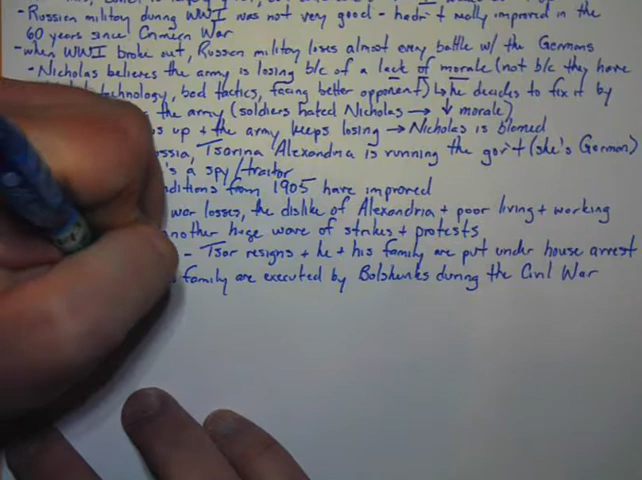 - Russian military during WWI was not very good - hadn't really improved in the
60 years since Crimean War
- when WWI broke out, Russian military loses almost every battle w/ the Germans
- Nicholas believes the army is losing b/c of a lack of morale (not b/c they have
technology, bad tactics, facing better opponent) ↳ he decides to fix it by
the army (soldiers hated Nicholas → ↓ morale)
up + the army keeps losing → Nicholas is blamed
Tsarina Alexandria is running the gov't (she's German)
a spy/traitor
from 1905 have improved
war losses, the dislike of Alexandria + poor living + working
another huge wave of strikes + protests
- Tsar resigns + he + his family are put under house arrest
family are executed by Bolsheviks during the Civil War